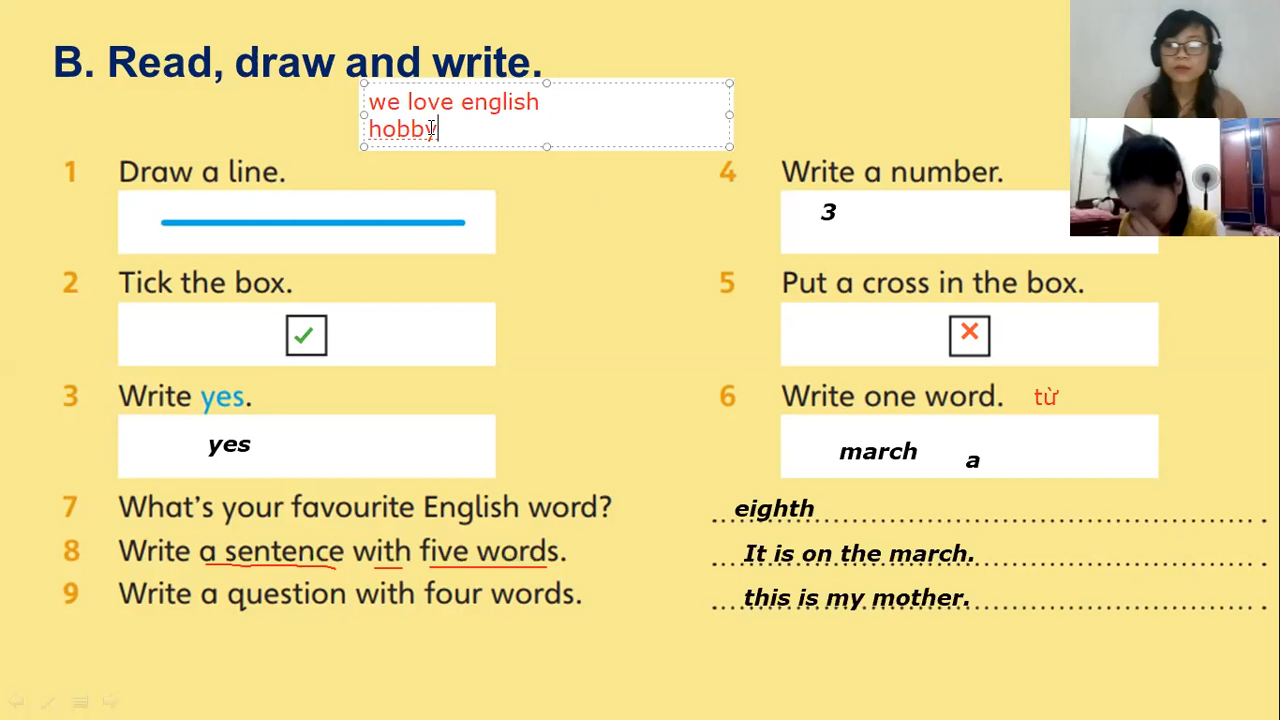 B. Read, draw and write.
we love english
hobby
1 Draw a line.
2 Tick the box.
3 Write yes.
yes
4 Write a number.
3
5 Put a cross in the box.
6 Write one word. từ
march a
7 What's your favourite English word? eighth
8 Write a sentence with five words. It is on the march.
9 Write a question with four words. this is my mother.